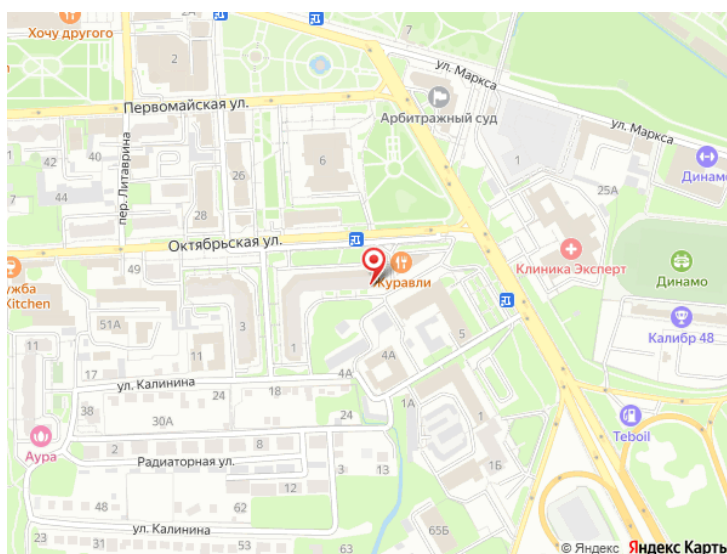 Хочу другого
2
ул. Маркса
Арбитражный суд
Первомайская ул.
ул. Маркса
42
40
пер. Литаврина
6
1
44
26
25А
Динамо
28
Октябрьская ул.
49
Клиника Эксперт
Динамо
ужба
Kitchen
Журавли
51А
3
5
Калибр 48
11
11
1
4А
17
ул. Калинина
4А
38
24
18
30А
24
1А
1
Teboil
Аура
2
8
Радиаторная ул.
3
13
1Б
12
48
ул. Калинина
52
62
65Б
23
31
53
63
© Яндекс Яндекс Карты